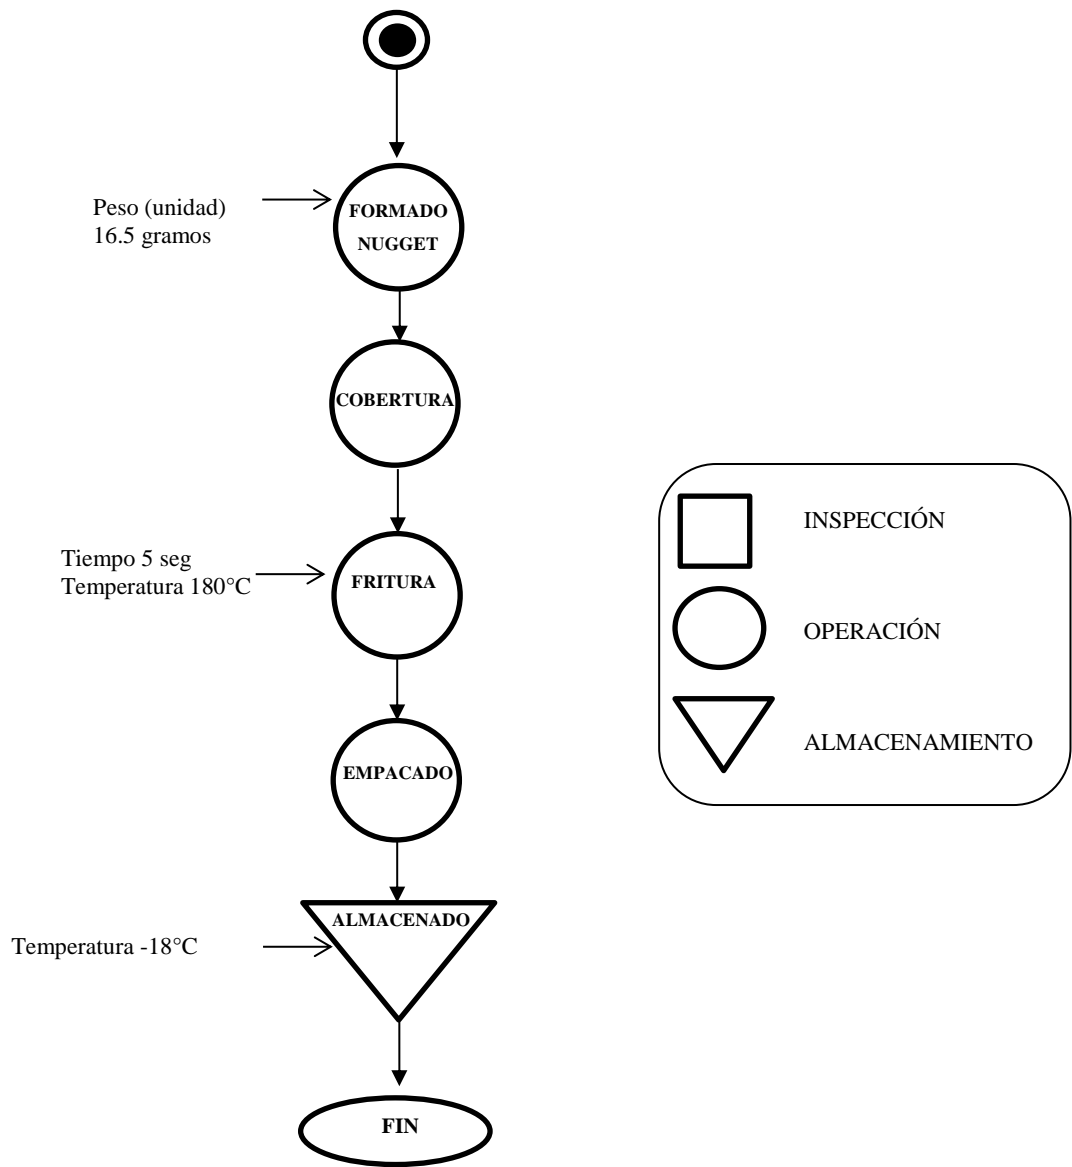 Peso (unidad)
16.5 gramos
FORMADO
NUGGET
COBERTURA
Tiempo 5 seg
Temperatura 180°C
FRITURA
EMPACADO
ALMACENADO
Temperatura -18°C
FIN
INSPECCIÓN
OPERACIÓN
ALMACENAMIENTO